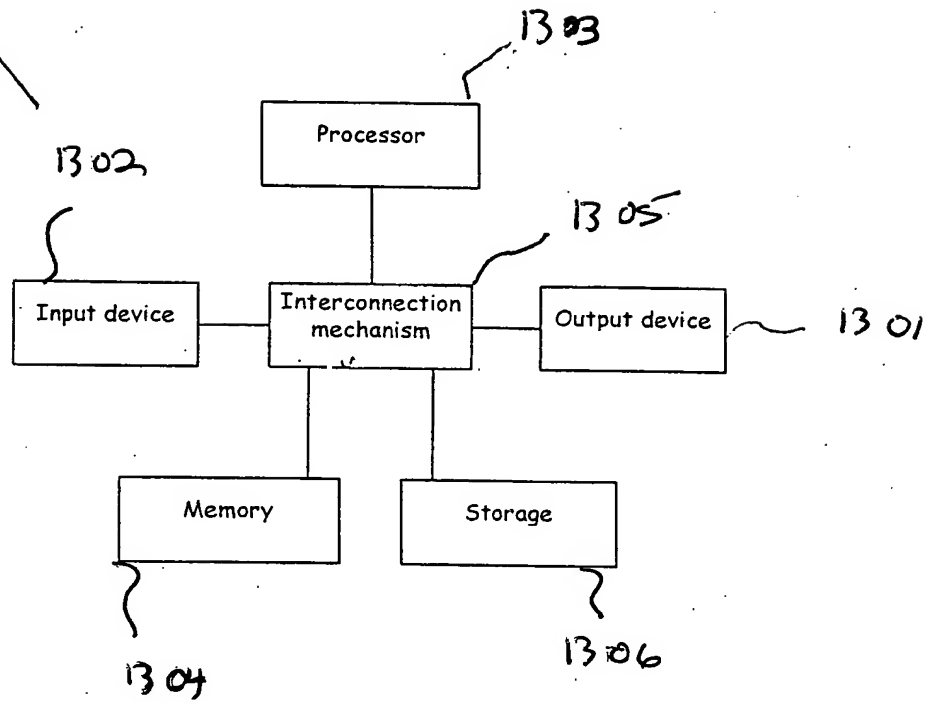 1303
Processor
1302
1305
Input device
Interconnection
mechanism
Output device
1301
Memory
Storage
1304
1306